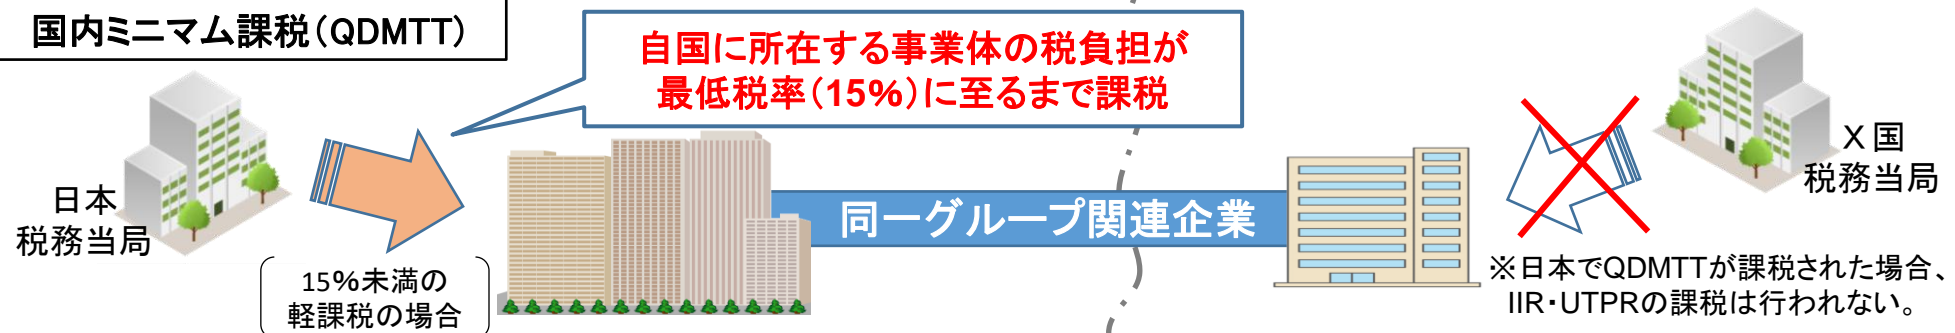 国内ミニマム課税（QDMTT）
自国に所在する事業体の税負担が
最低税率（15%）に至るまで課税
日本
税務当局
15%未満の
軽課税の場合
同一グループ関連企業
Ｘ国
税務当局
※日本でQDMTTが課税された場合、
IIR・UTPRの課税は行われない。